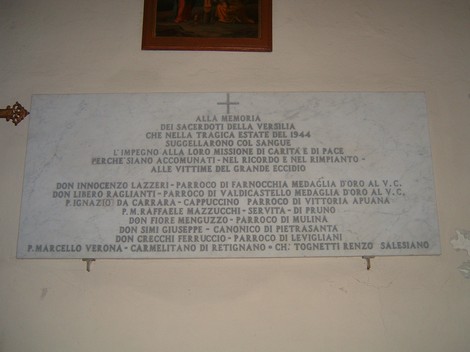 ALLA MEMORIA
DEI SACERDOTI DELLA VERSILIA
CHE NELLA TRAGICA ESTATE DEL 1944
SUGGELLARONO COL SANGUE
L'IMPEGNO ALLA LORO MISSIONE DI CARITÀ E DI PACE
PERCHE SIANO ACCOMUNATI - NEL RICORDO E NEL RIMPIANTO -
ALLE VITTIME DEL GRANDE ECCIDIO
DON INNOCENZO LAZZERI - PARROCO DI FARNOCCHIA MEDAGLIA D'ORO AL V.C.
DON LIBERO RAGLIANTI - PARROCO DI VALDICASTELLO MEDAGLIA D'ORO AL V.C.,
P. IGNAZIO DA CARRARA - CAPPUCCINO PARROCO DI VITTORIA APUANA
P. M. RAFFAELE MAZZUCCHI - SERVITA - DI PRUNO
DON FIORE MENGUZZO - PARROCO DI MULINA
DON SIMI GIUSEPPE - CANONICO DI PIETRASANTA
DON CRECCHI FERRUCCIO - PARROCO DI LEVIGLIANI
P. MARCELLO VERONA - CARMELITANO DI RETIGNANO = CH. TOGNETTI RENZO SALESIANO